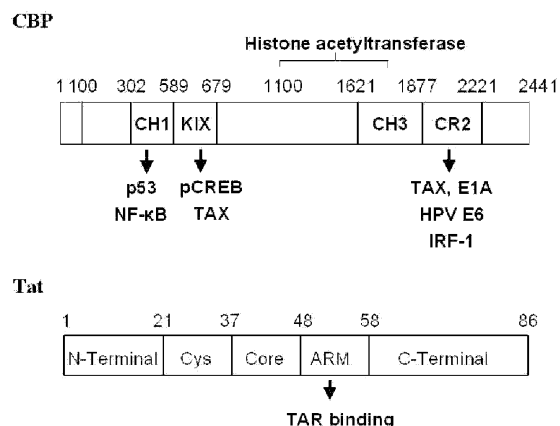 CBP
Histone acetyltransferase
1 100 302 589 679 1100 1621 1877 2221 2441
CH1 KIX CH3 CR2
p53 pCREB TAX, E1A
NF-κB TAX HPV E6
IRF-1
Tat
1 21 37 48 58 86
N-Terminal Cys Core ARM C-Terminal
TAR binding